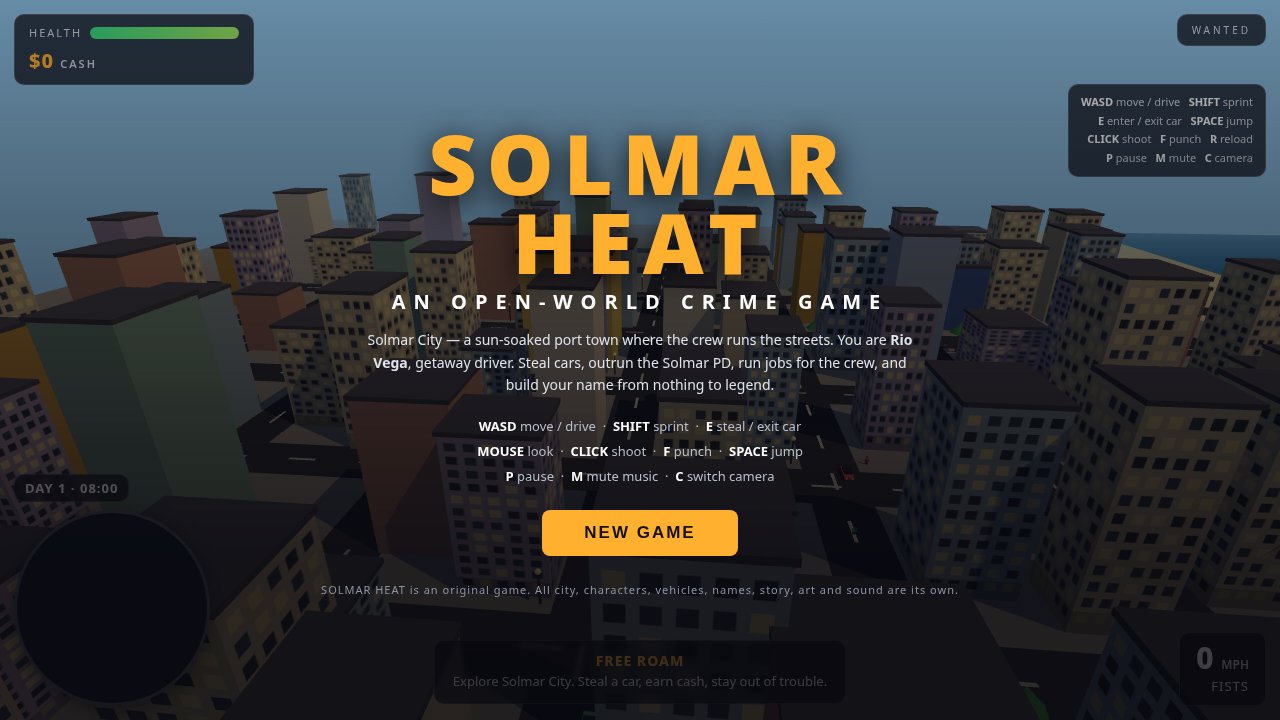 HEALTH
$0 CASH
WANTED
WASD move / drive SHIFT sprint
E enter / exit car SPACE jump
CLICK shoot F punch R reload
P pause M mute C camera
SOLMAR
HEAT
AN OPEN-WORLD CRIME GAME
Solmar City — a sun-soaked port town where the crew runs the streets. You are Rio
Vega, getaway driver. Steal cars, outrun the Solmar PD, run jobs for the crew, and
build your name from nothing to legend.
WASD move / drive · SHIFT sprint · E steal / exit car
MOUSE look · CLICK shoot · F punch · SPACE jump
P pause · M mute music · C switch camera
DAY 1 · 08:00
NEW GAME
SOLMAR HEAT is an original game. All city, characters, vehicles, names, story, art and sound are its own.
FREE ROAM
Explore Solmar City. Steal a car, earn cash, stay out of trouble.
0 MPH
FISTS